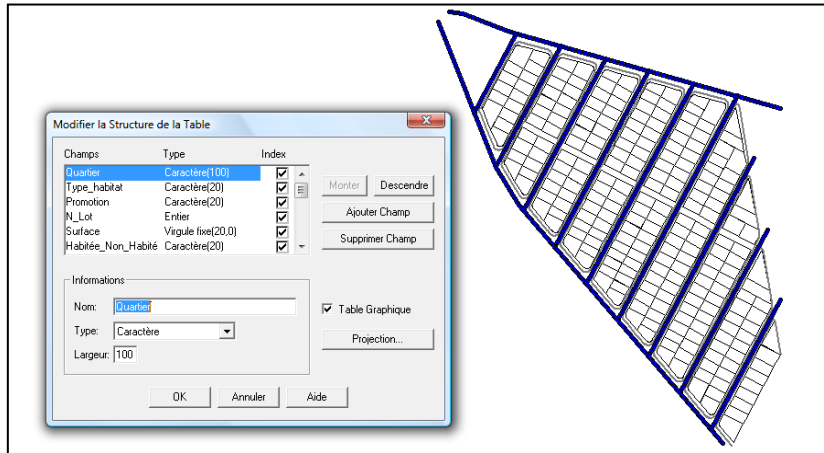 Modifier la Structure de la Table
Champs Type Index
Quartier Caractère(100)
Type_habitat Caractère(20)
Promotion Caractère(20)
N_Lot Entier
Surface Virgule fixe(20,0)
Habitée_Non_Habité Caractère(20)
Monter Descendre
Ajouter Champ
Supprimer Champ
Informations
Nom: Quartier
Type: Caractère
Largeur: 100
Table Graphique
Projection...
OK Annuler Aide